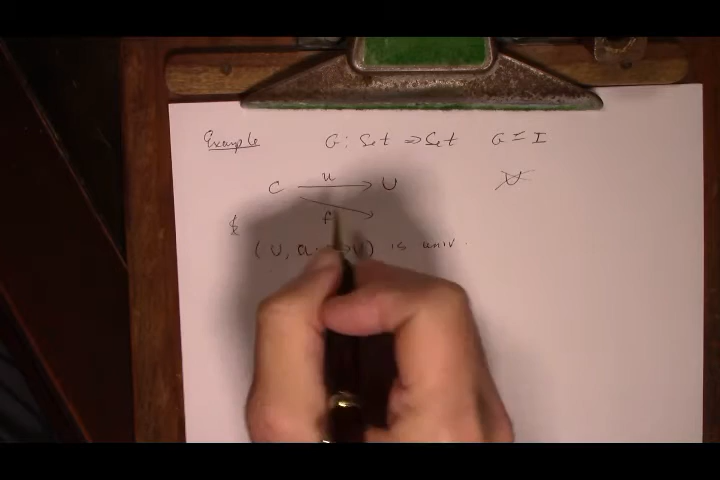 Example G: Set → Set G = I
C u U U
f
(U, u: U) is univ.